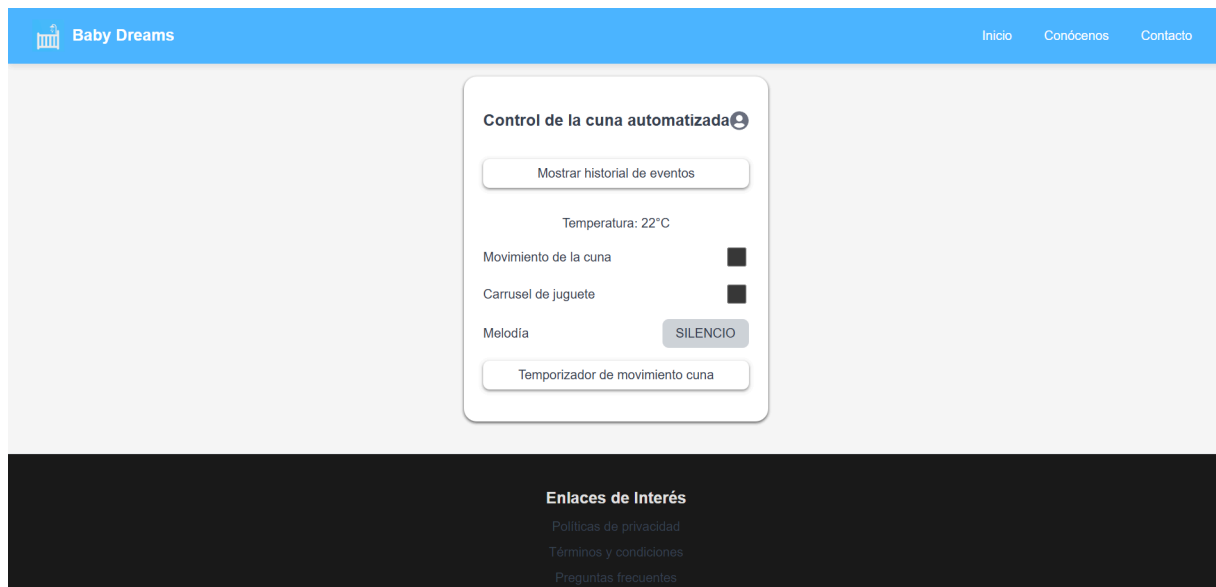 Baby Dreams
Inicio Conócenos Contacto
Control de la cuna automatizada
Mostrar historial de eventos
Temperatura: 22°C
Movimiento de la cuna
Carrusel de juguete
Melodía SILENCIO
Temporizador de movimiento cuna
Enlaces de Interés
Políticas de privacidad
Términos y condiciones
Preguntas frecuentes